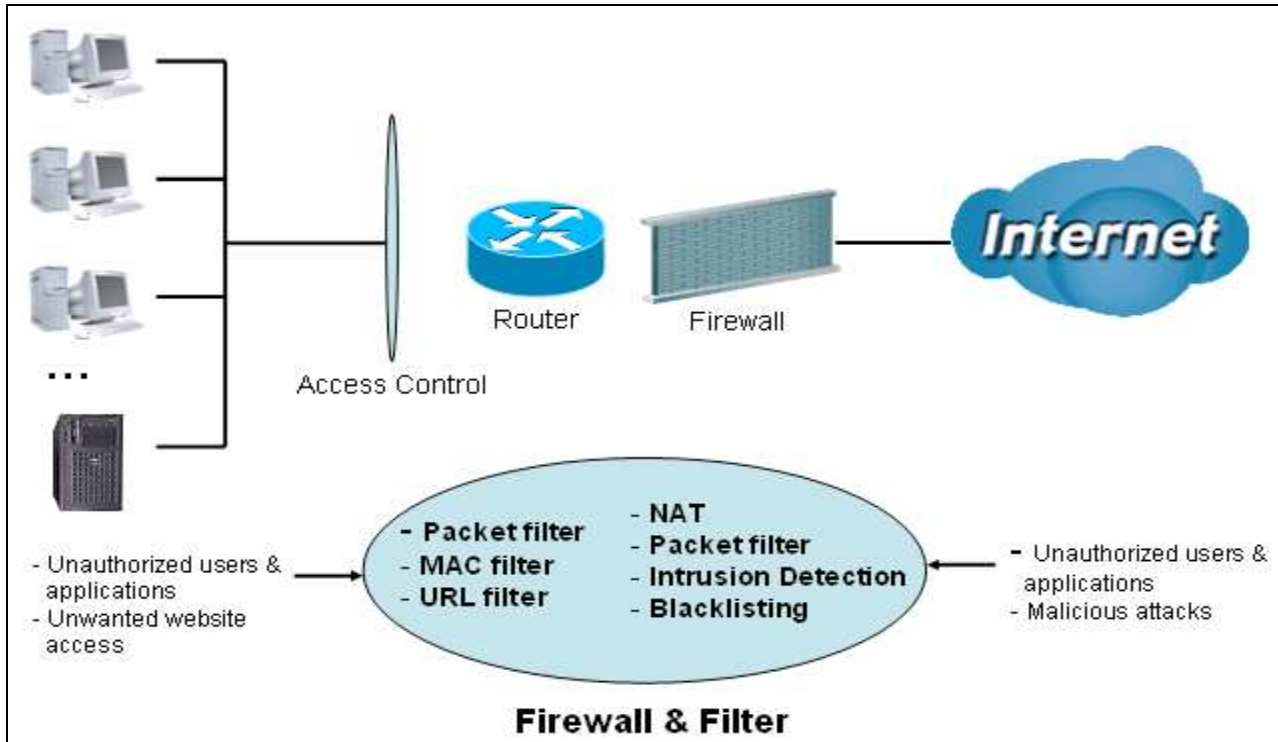 Internet
Router
Firewall
...
Access Control
- Packet filter
- MAC filter
- URL filter
- NAT
- Packet filter
- Intrusion Detection
- Blacklisting
- Unauthorized users &
applications
- Unwanted website
access
- Unauthorized users &
applications
- Malicious attacks
Firewall & Filter